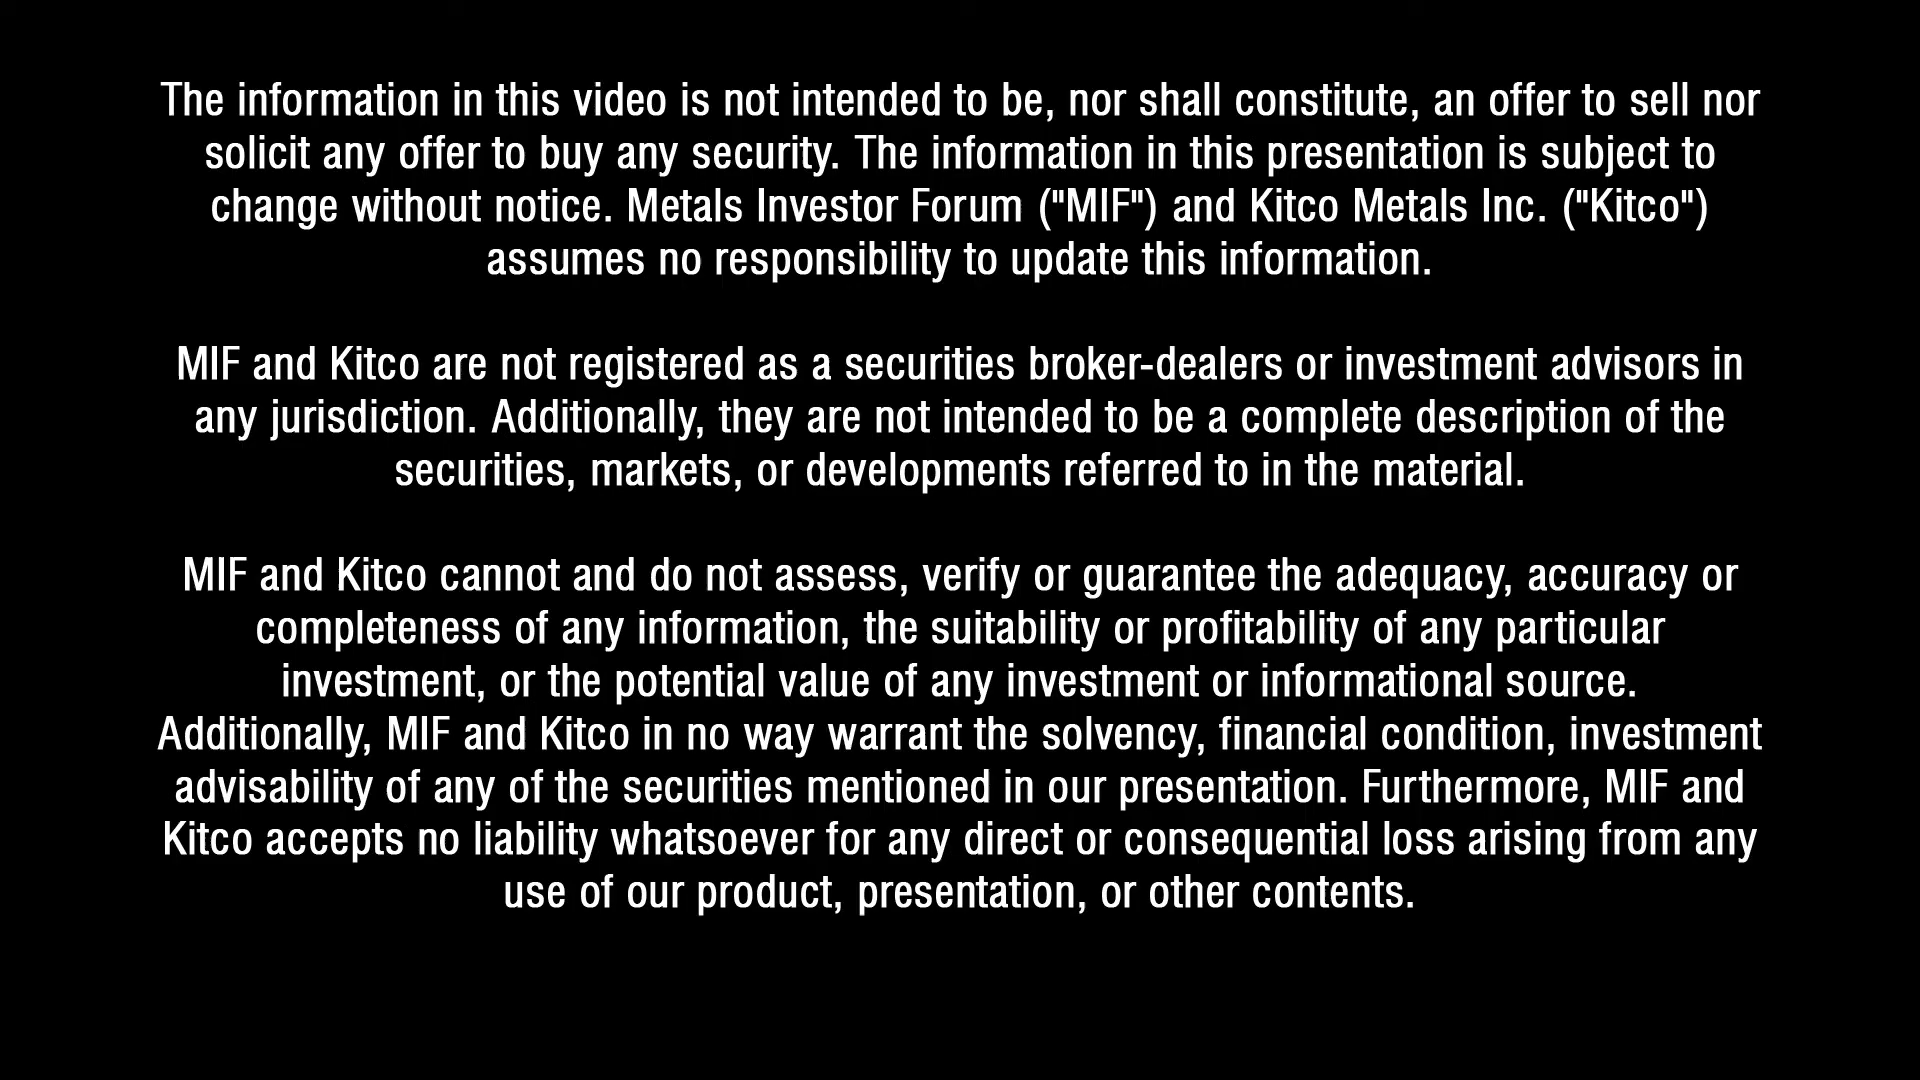 The information in this video is not intended to be, nor shall constitute, an offer to sell nor
solicit any offer to buy any security. The information in this presentation is subject to
change without notice. Metals Investor Forum ("MIF") and Kitco Metals Inc. ("Kitco")
assumes no responsibility to update this information.
MIF and Kitco are not registered as a securities broker-dealers or investment advisors in
any jurisdiction. Additionally, they are not intended to be a complete description of the
securities, markets, or developments referred to in the material.
MIF and Kitco cannot and do not assess, verify or guarantee the adequacy, accuracy or
completeness of any information, the suitability or profitability of any particular
investment, or the potential value of any investment or informational source.
Additionally, MIF and Kitco in no way warrant the solvency, financial condition, investment
advisability of any of the securities mentioned in our presentation. Furthermore, MIF and
Kitco accepts no liability whatsoever for any direct or consequential loss arising from any
use of our product, presentation, or other contents.